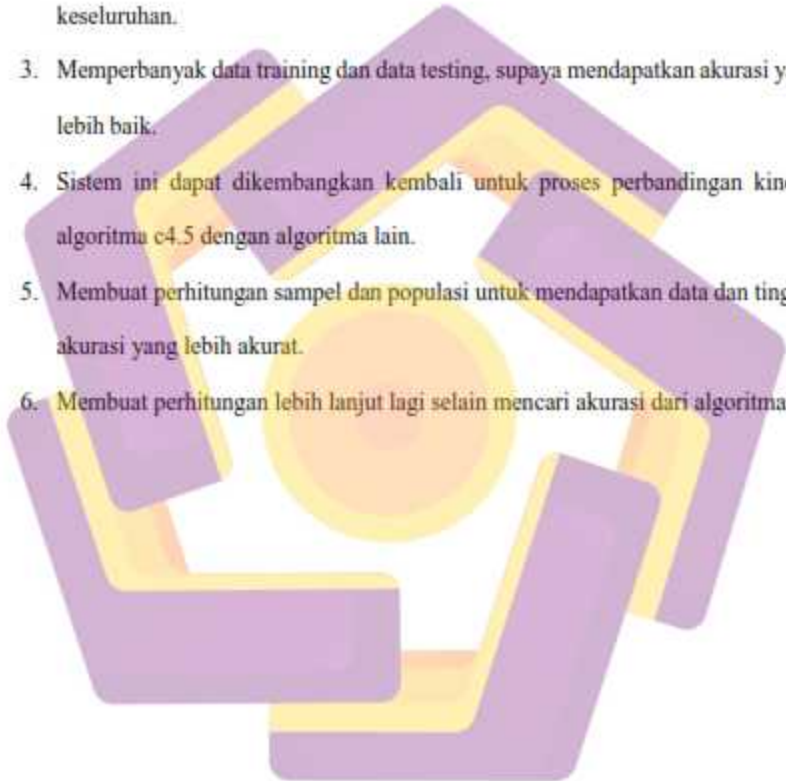 keseluruhan.
3. Memperbanyak data training dan data testing, supaya mendapatkan akurasi
lebih baik.
4. Sistem ini dapat dikembangkan kembali untuk proses perbandingan
algoritma c4.5 dengan algoritma lain.
5. Membuat perhitungan sampel dan populasi untuk mendapatkan data dan
akurasi yang lebih akurat.
6. Membuat perhitungan lebih lanjut lagi selain mencari akurasi dari algoritma